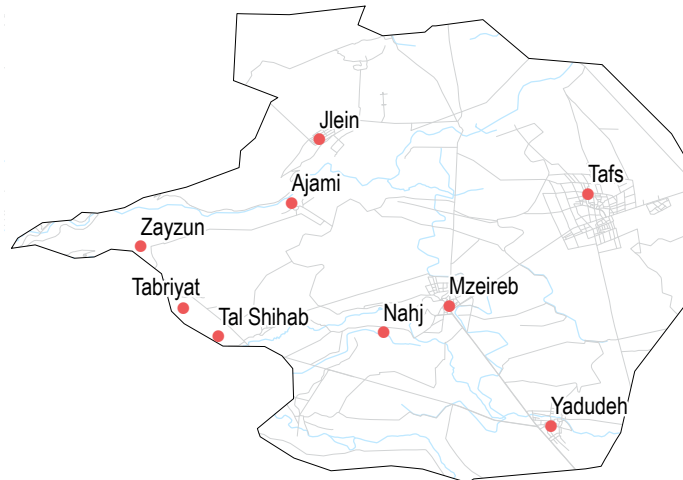 Jlein
Tafs
Ajami
Zayzun
Tabriyat
Mzeireb
Nahj
Tal Shihab
Yadudeh